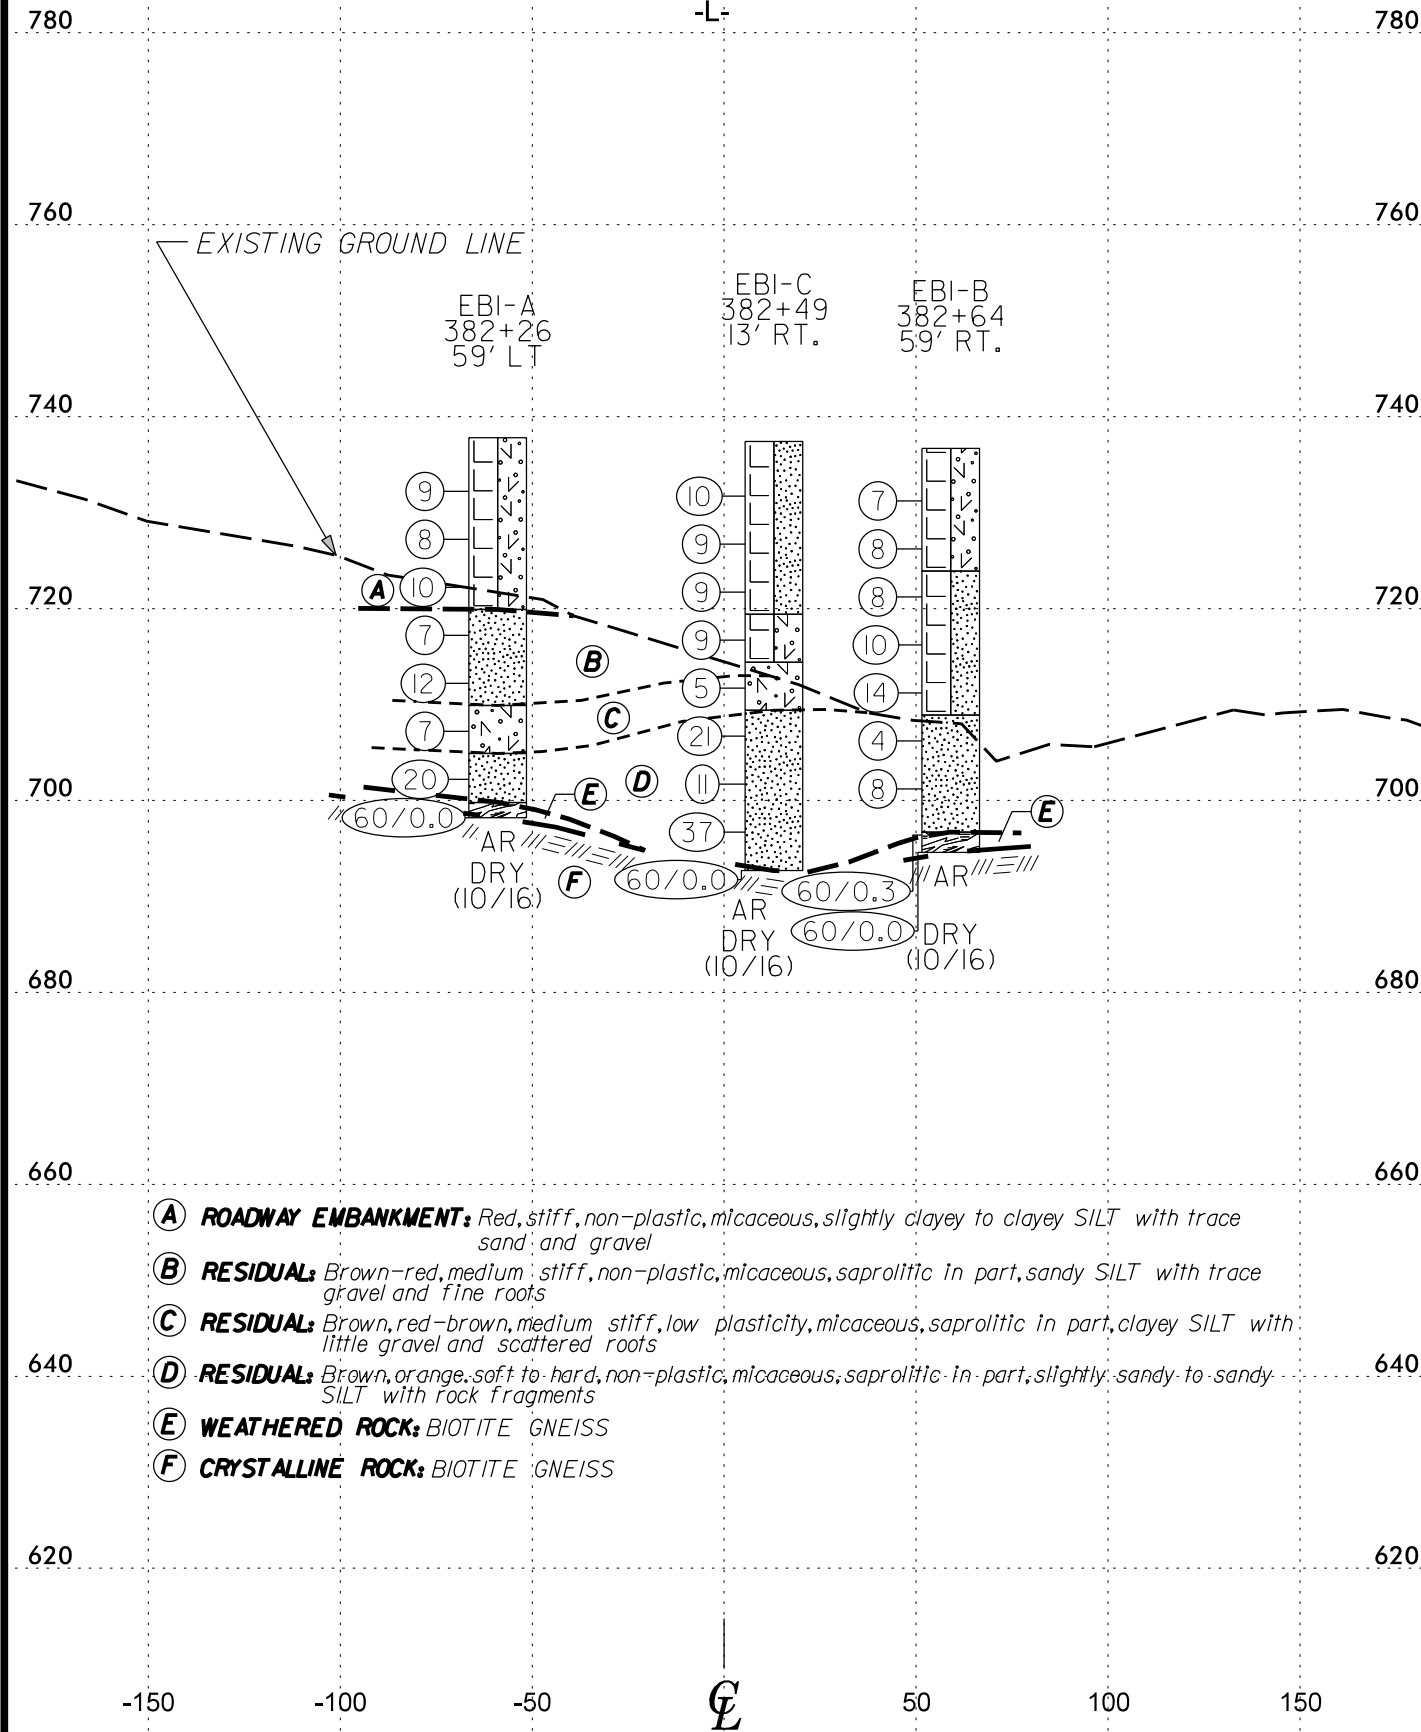 -L-
780 780
760 760
EXISTING GROUND LINE
EB1-A
382+26
59' LT
EB1-C
382+49
13' RT.
EB1-B
382+64
59' RT.
740 740
9 10 7
8 9 8
A 10 9 8
720 720
7 9 10
B
12 5 14
C
7 21 4
20 D 11 8
700 E 700
E
60/0.0 37
AR
DRY
(10/16)
F 60/0.0 60/0.3 AR
AR
DRY
(10/16)
60/0.0 DRY
(10/16)
680 680
660 660
A ROADWAY EMBANKMENT: Red, stiff, non-plastic, micaceous, slightly clayey to clayey SILT with trace
sand and gravel
B RESIDUAL: Brown-red, medium stiff, non-plastic, micaceous, saprolitic in part, sandy SILT with trace
gravel and fine roots
C RESIDUAL: Brown, red-brown, medium stiff, low plasticity, micaceous, saprolitic in part, clayey SILT with
little gravel and scattered roots
640 640
D RESIDUAL: Brown, orange, soft to hard, non-plastic, micaceous, saprolitic in part, slightly sandy to sandy
SILT with rock fragments
E WEATHERED ROCK: BIOTITE GNEISS
F CRYSTALLINE ROCK: BIOTITE GNEISS
620 620
-150 -100 -50 CL 50 100 150